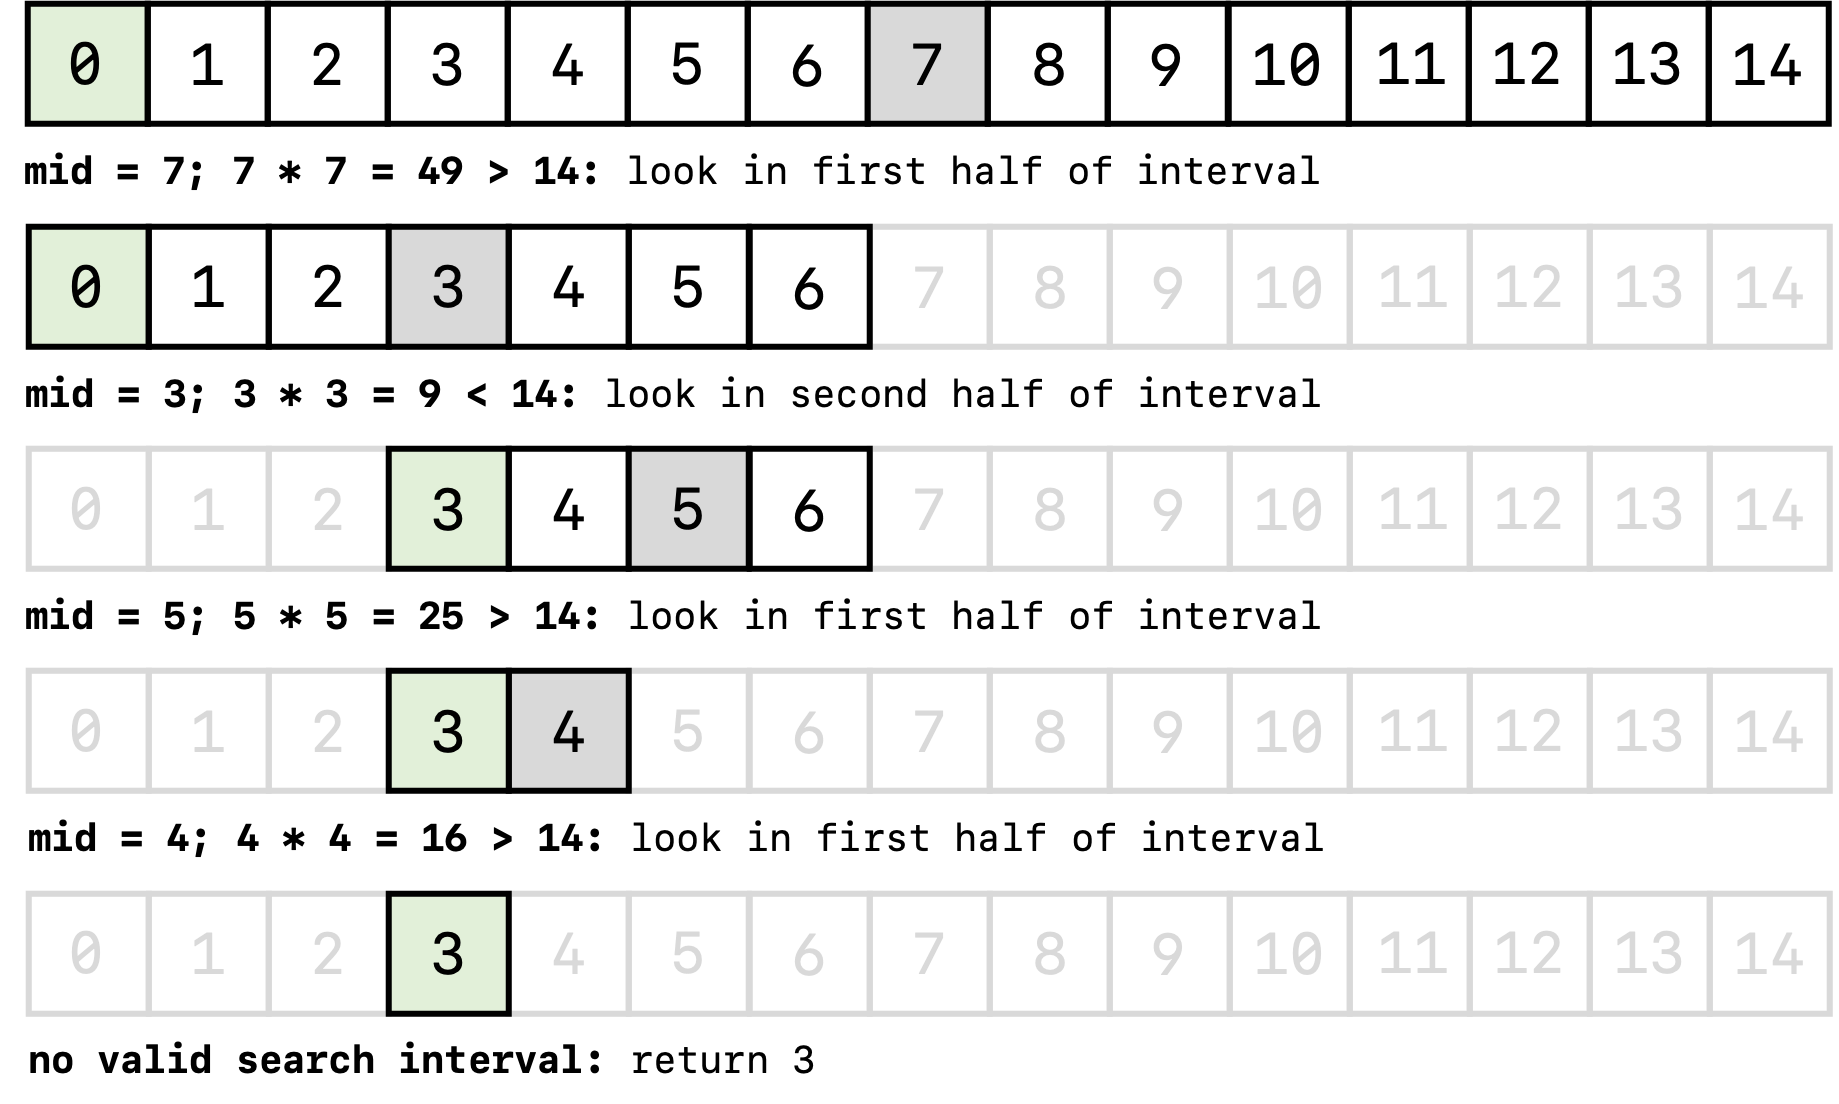 0 1 2 3 4 5 6 7 8 9 10 11 12 13 14
mid = 7; 7 * 7 = 49 > 14: look in first half of interval
0 1 2 3 4 5 6 7 8 9 10 11 12 13 14
mid = 3; 3 * 3 = 9 < 14: look in second half of interval
0 1 2 3 4 5 6 7 8 9 10 11 12 13 14
mid = 5; 5 * 5 = 25 > 14: look in first half of interval
0 1 2 3 4 5 6 7 8 9 10 11 12 13 14
mid = 4; 4 * 4 = 16 > 14: look in first half of interval
0 1 2 3 4 5 6 7 8 9 10 11 12 13 14
no valid search interval: return 3